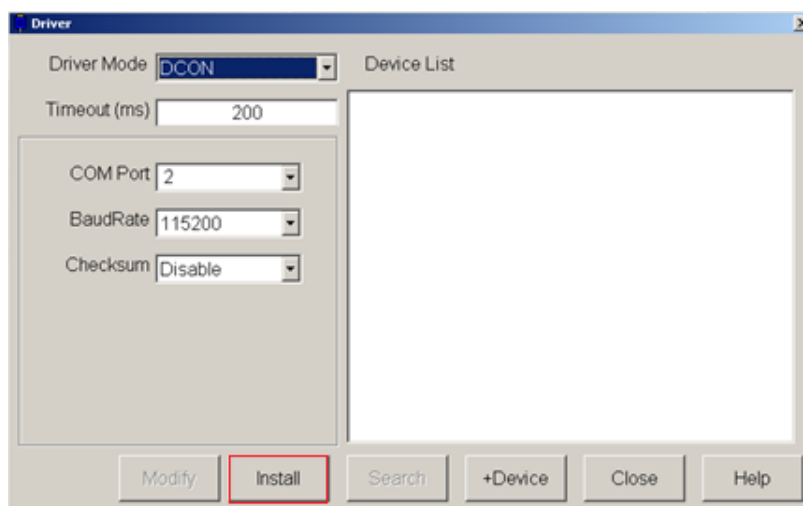 Driver
Driver Mode DCON Device List
Timeout (ms) 200
COM Port 2
BaudRate 115200
Checksum Disable
Modify Install Search +Device Close Help